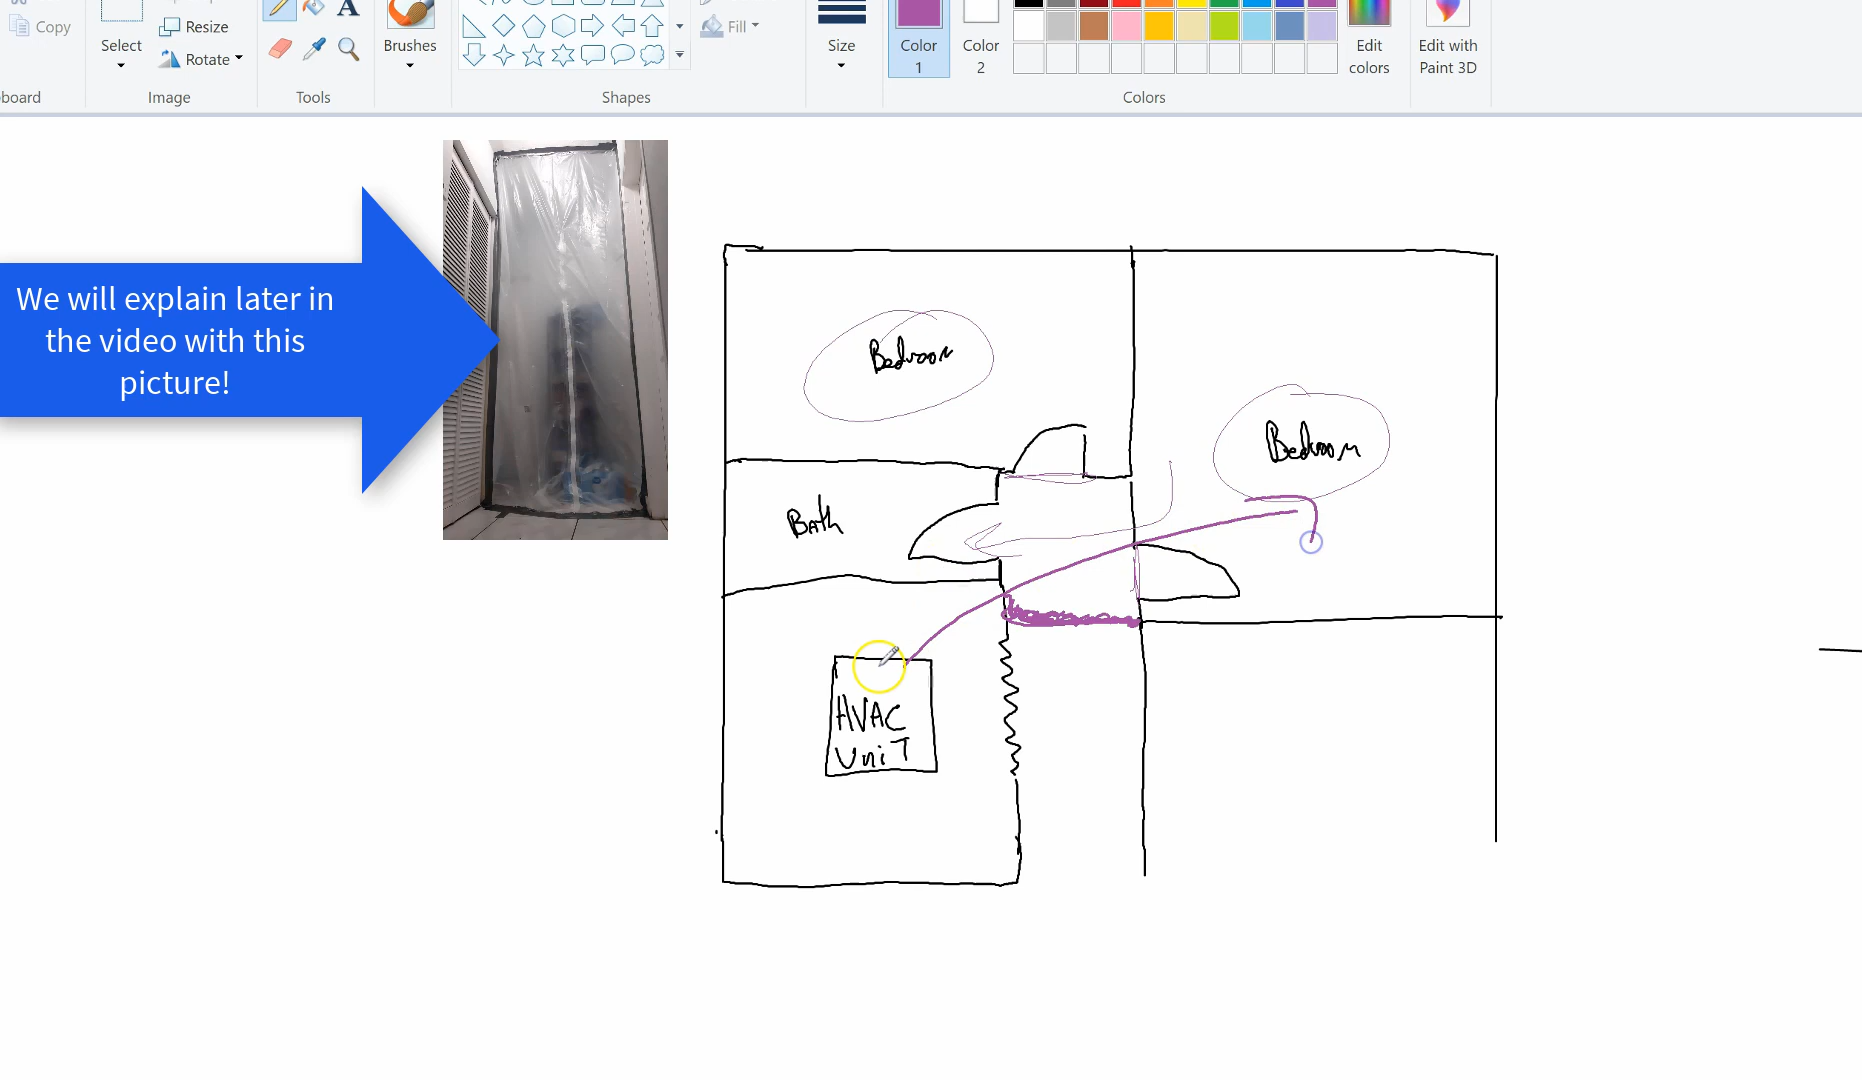 Copy
board
Select
Resize
Rotate
Image
A
Tools
Brushes
Shapes
Fill
Size
Color
1
Color
2
Colors
Edit
colors
Edit with
Paint 3D
We will explain later in
the video with this
picture!
Bedroom
Bedroom
Bath
HVAC
UniT